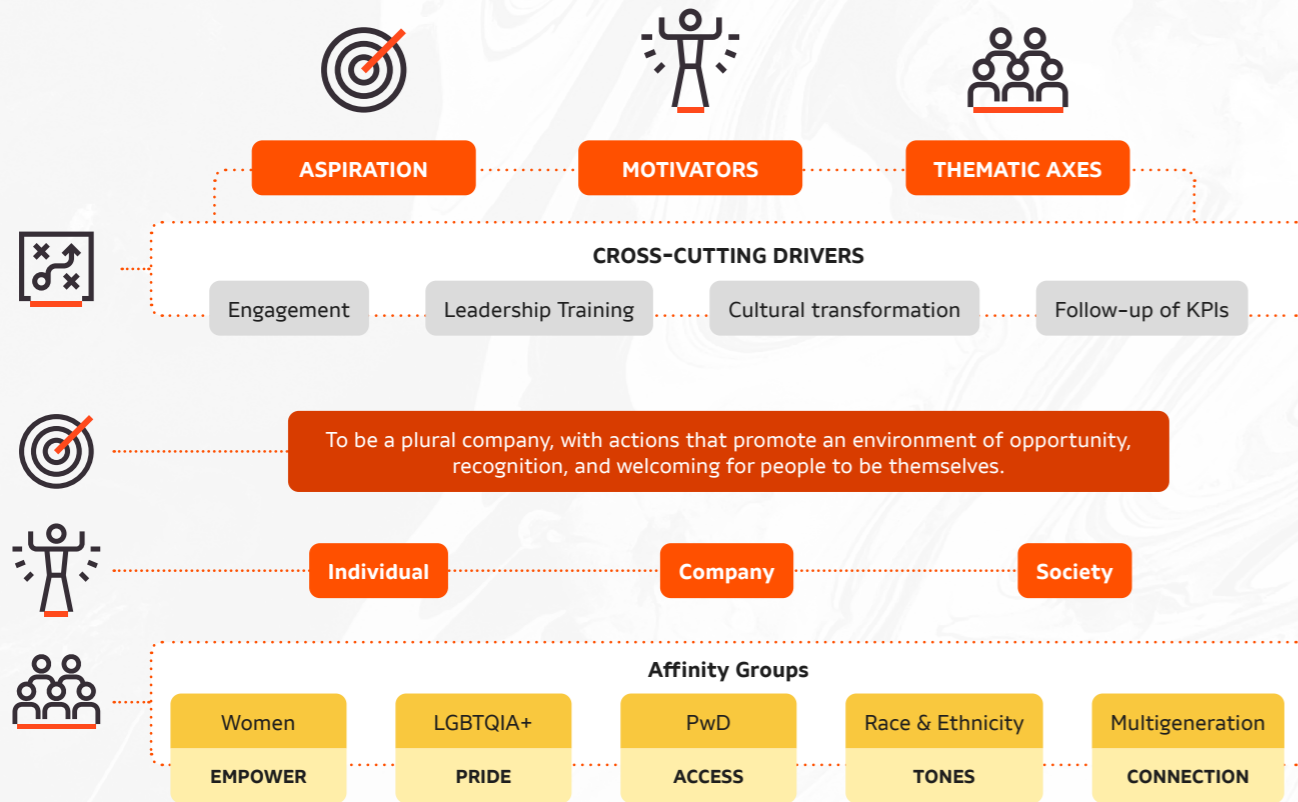 ASPIRATION
MOTIVATORS
THEMATIC AXES
CROSS-CUTTING DRIVERS
Engagement
Leadership Training
Cultural transformation
Follow-up of KPIs
To be a plural company, with actions that promote an environment of opportunity,
recognition, and welcoming for people to be themselves.
Individual
Company
Society
Affinity Groups
Women
LGBTQIA+
PwD
Race & Ethnicity
Multigeneration
EMPOWER
PRIDE
ACCESS
TONES
CONNECTION